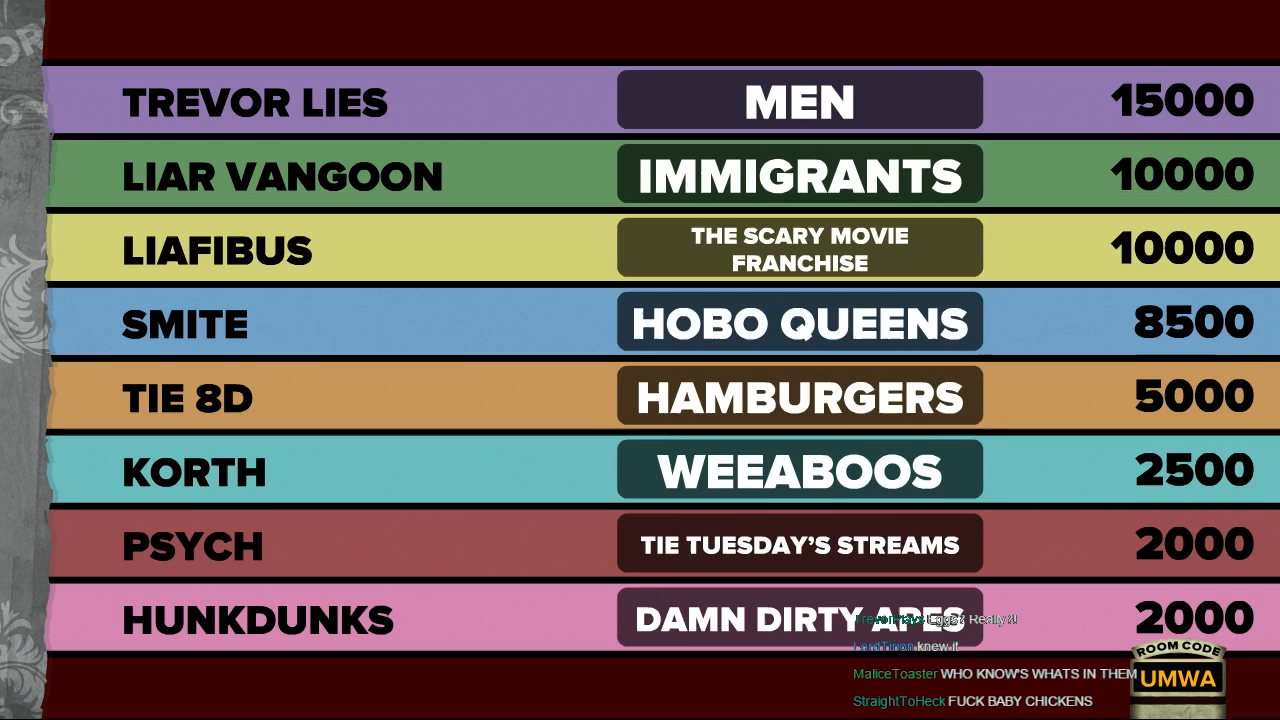 TREVOR LIES MEN 15000
LIAR VANGOON IMMIGRANTS 10000
LIAFIBUS THE SCARY MOVIE FRANCHISE 10000
SMITE HOBO QUEENS 8500
TIE 8D HAMBURGERS 5000
KORTH WEEABOOS 2500
PSYCH TIE TUESDAY'S STREAMS 2000
HUNKDUNKS DAMN DIRTY APES 2000
Really?!
knew it
ROOM CODE
MaliceToaster WHO KNOW'S WHATS IN THEM
UMWA
StraightToHeck FUCK BABY CHICKENS